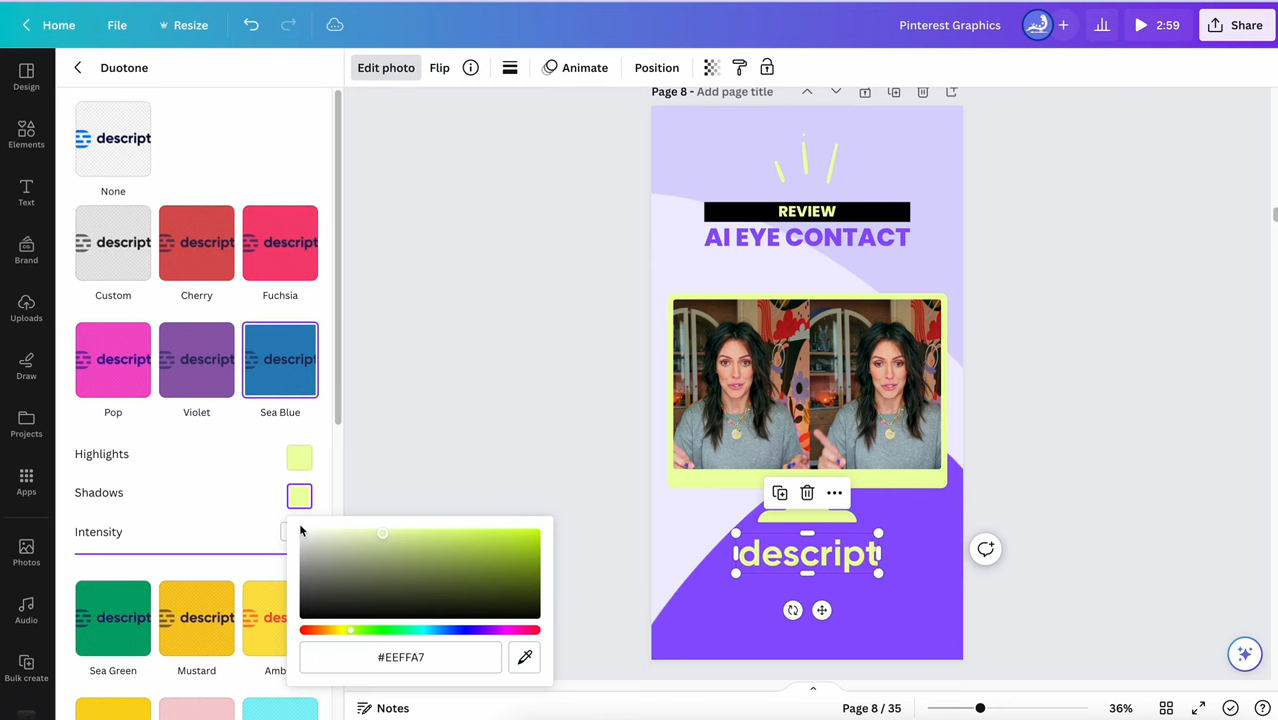 Home
File
Resize
Pinterest Graphics
2:59
Share
Design
Elements
Text
Brand
Uploads
Draw
Projects
Apps
Photos
Audio
Bulk create
Duotone
descript
None
descript
Custom
descript
Cherry
descript
Fuchsia
descript
Pop
descript
Violet
descript
Sea Blue
Highlights
Shadows
Intensity
descript
Sea Green
descript
Mustard
#EEFFA7
Edit photo
Flip
Animate
Position
Page 8 - Add page title
REVIEW
AI EYE CONTACT
descript
Notes
Page 8 / 35
36%